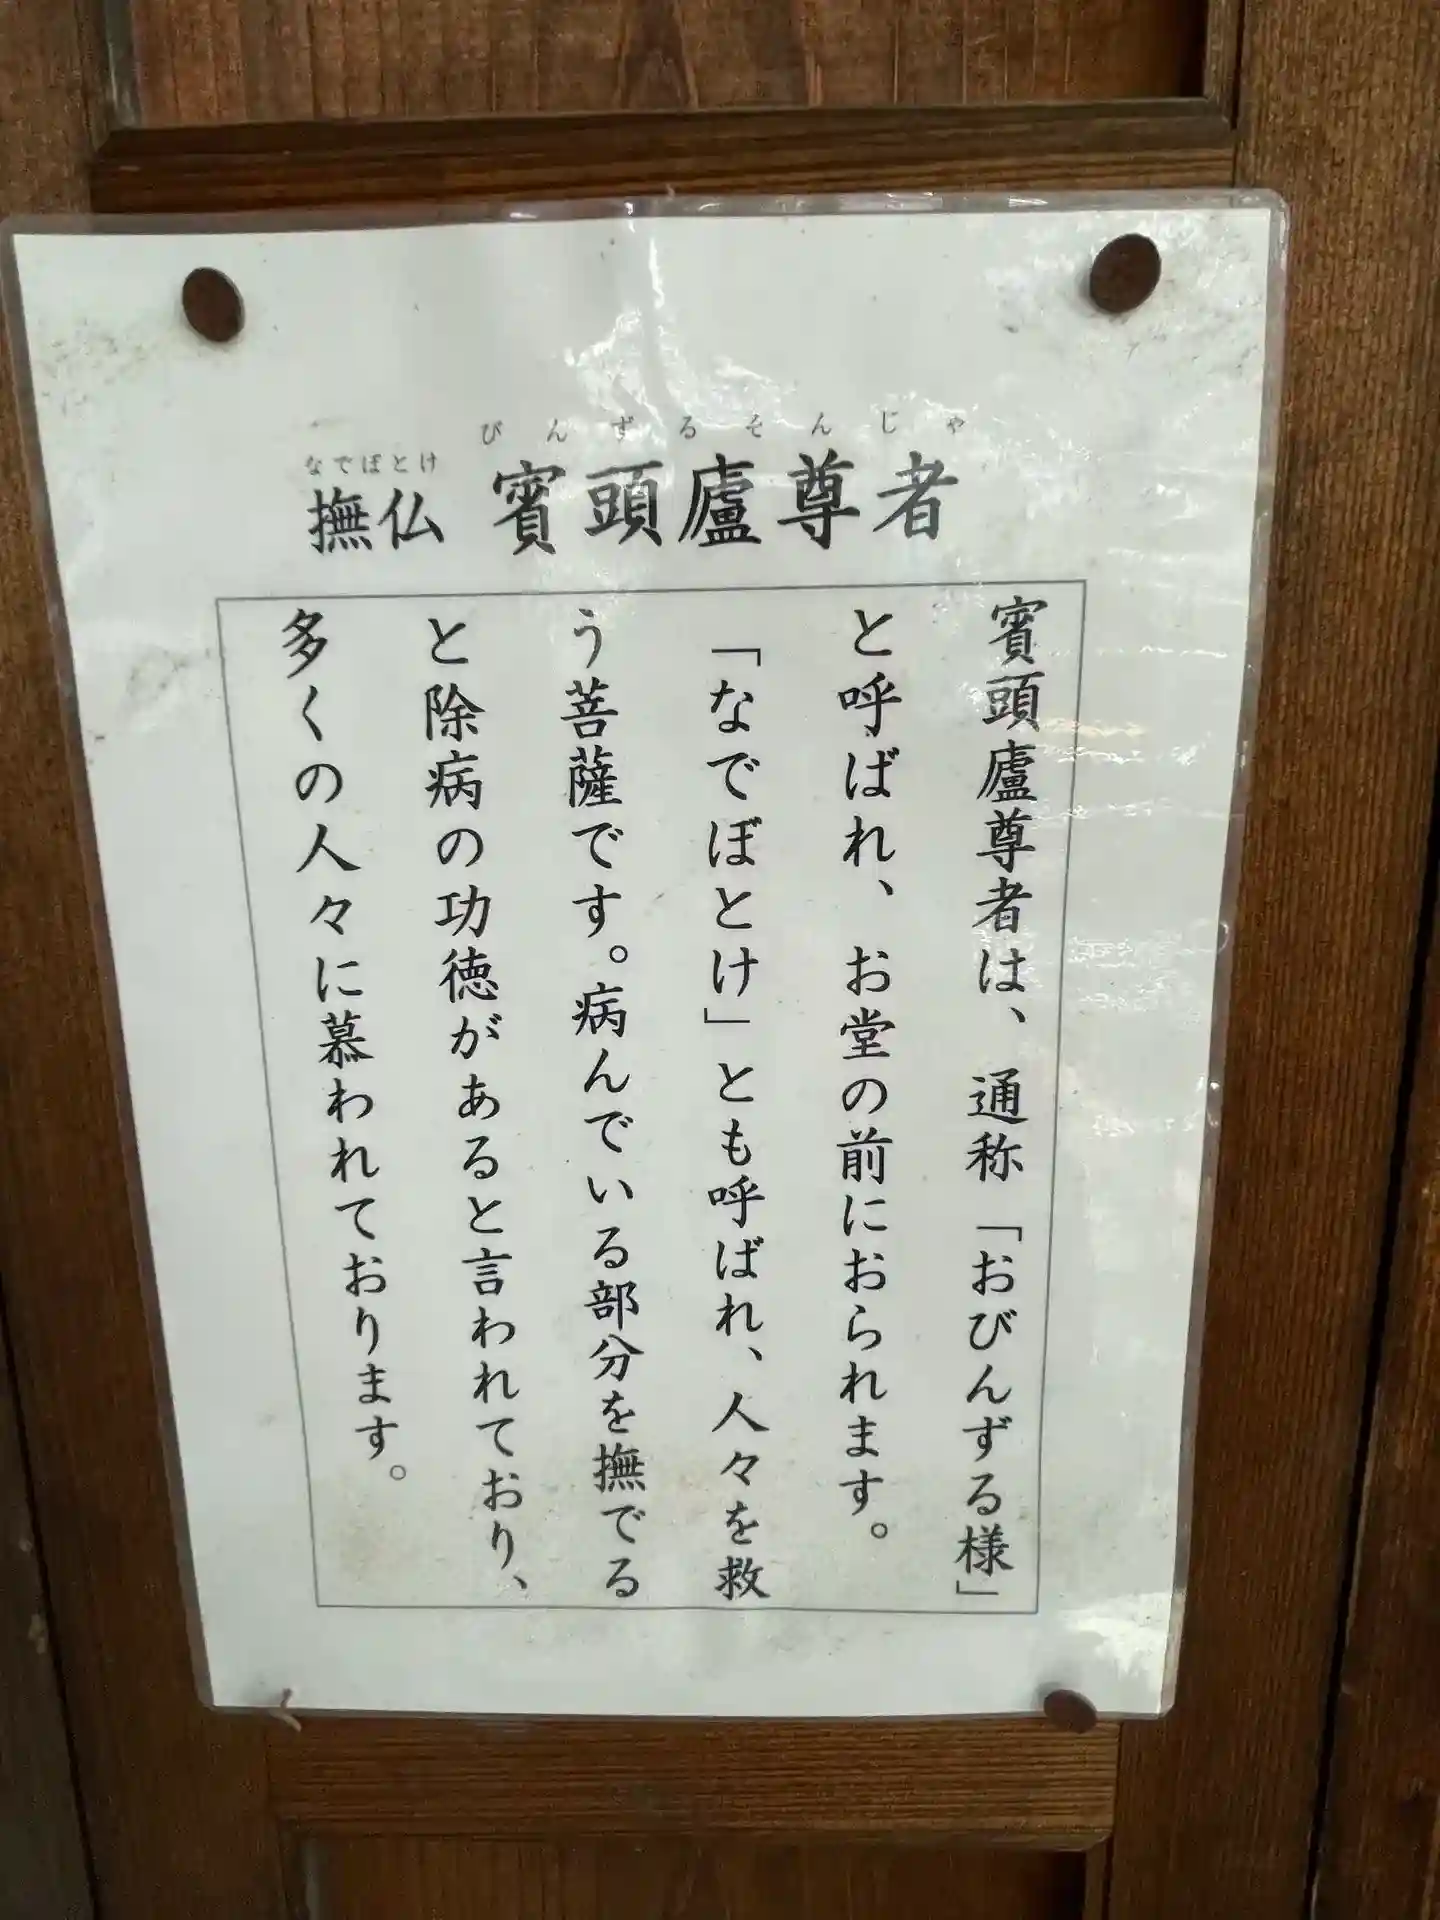 なでぼとけ びんずるそんじゃ
撫仏 賓頭盧尊者
賓頭盧尊者は、通称「おびんずる様」
と呼ばれ、お堂の前におられます。
「なでぼとけ」とも呼ばれ、人々を救
う菩薩です。病んでいる部分を撫でる
と除病の功徳があると言われており、
多くの人々に慕われております。